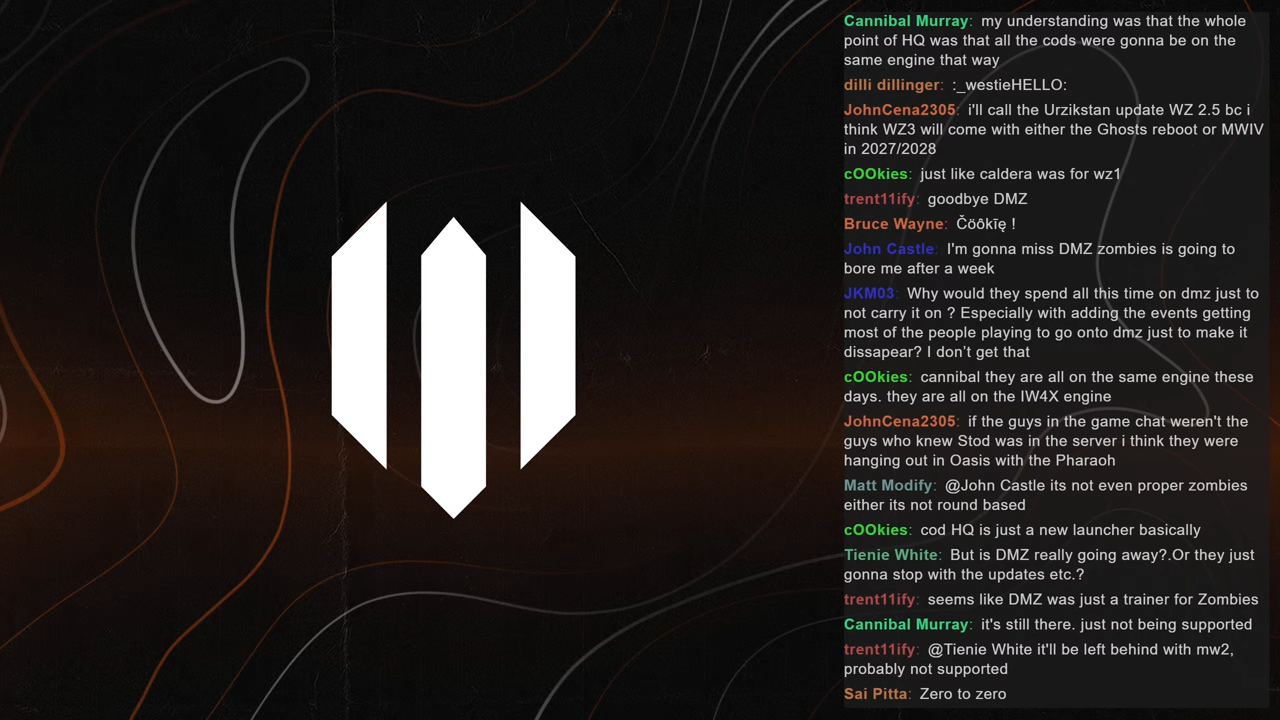 Cannibal Murray: my understanding was that the whole
point of HQ was that all the cods were gonna be on the
same engine that way
dilli dillinger: :_westieHELLO:
JohnCena2305: i'll call the Urzikstan update WZ 2.5 bc i
think WZ3 will come with either the Ghosts reboot or MWIV
in 2027/2028
cOOkies: just like caldera was for wz1
trent11ify: goodbye DMZ
Bruce Wayne: Čöôkīę !
John Castle: I'm gonna miss DMZ zombies is going to
bore me after a week
JKM03: Why would they spend all this time on dmz just to
not carry it on ? Especially with adding the events getting
most of the people playing to go onto dmz just to make it
dissapear? I don’t get that
cOOkies: cannibal they are all on the same engine these
days. they are all on the IW4X engine
JohnCena2305: if the guys in the game chat weren't the
guys who knew Stod was in the server i think they were
hanging out in Oasis with the Pharaoh
Matt Modify: @John Castle its not even proper zombies
either its not round based
cOOkies: cod HQ is just a new launcher basically
Tienie White: But is DMZ really going away?.Or they just
gonna stop with the updates etc.?
trent11ify: seems like DMZ was just a trainer for Zombies
Cannibal Murray: it's still there. just not being supported
trent11ify: @Tienie White it'll be left behind with mw2,
probably not supported
Sai Pitta: Zero to zero